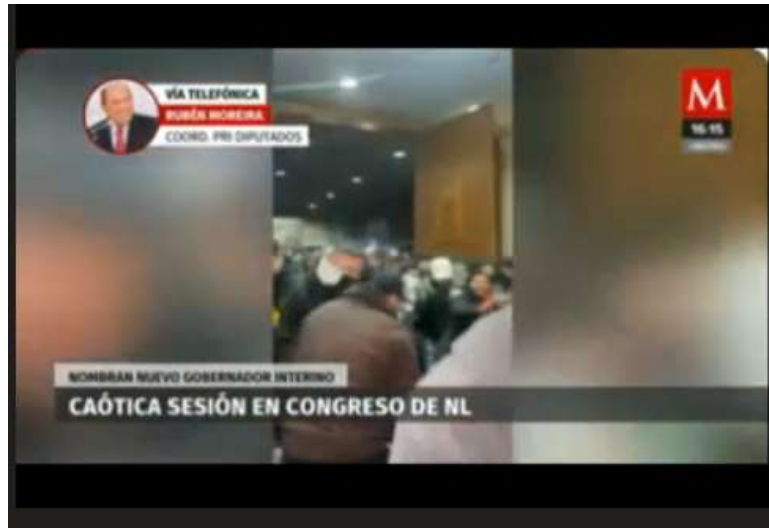 VÍA TELEFÓNICA
RUBÉN MOREIRA
COORD. PRI DIPUTADOS
M
16:15
NOMBRAN NUEVO GOBERNADOR INTERINO
CAÓTICA SESIÓN EN CONGRESO DE NL